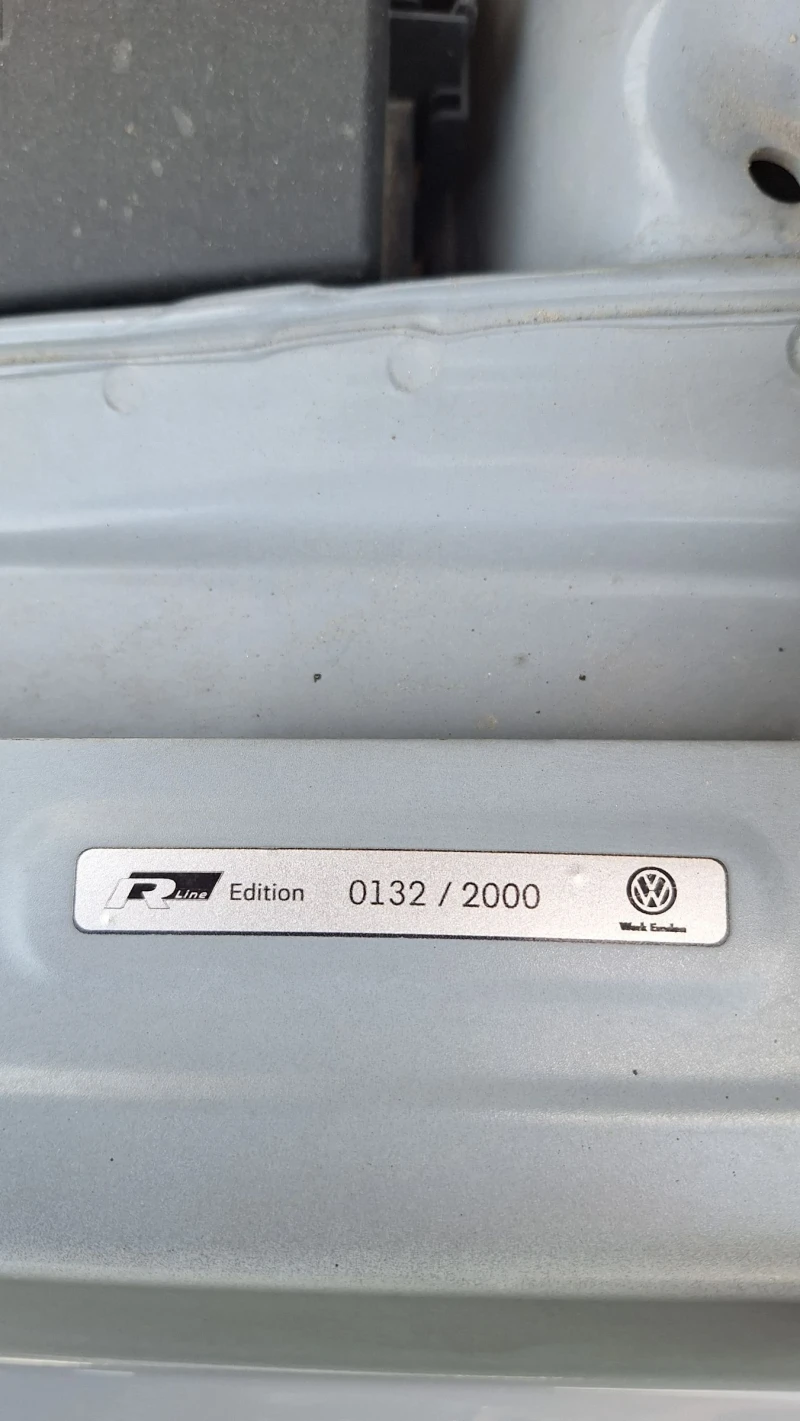 R Line Edition 0132 / 2000
Werk Emden